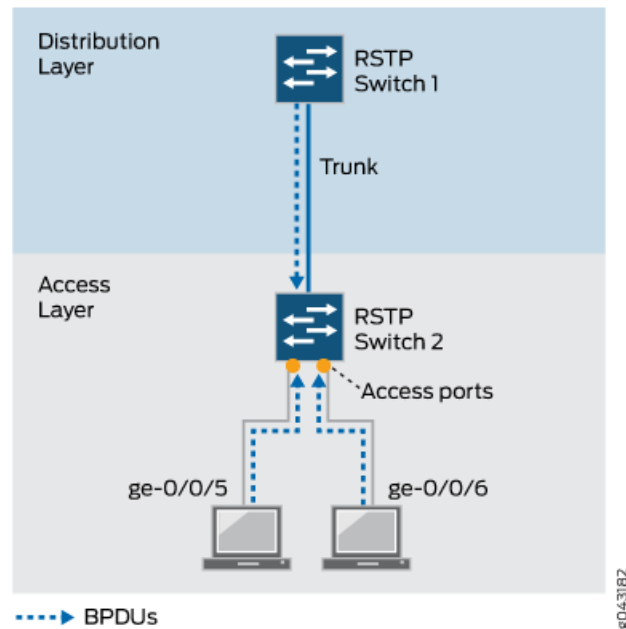 Distribution
Layer
RSTP
Switch 1
Trunk
Access
Layer
RSTP
Switch 2
Access ports
ge-0/0/5
ge-0/0/6
BPDUs
g043182